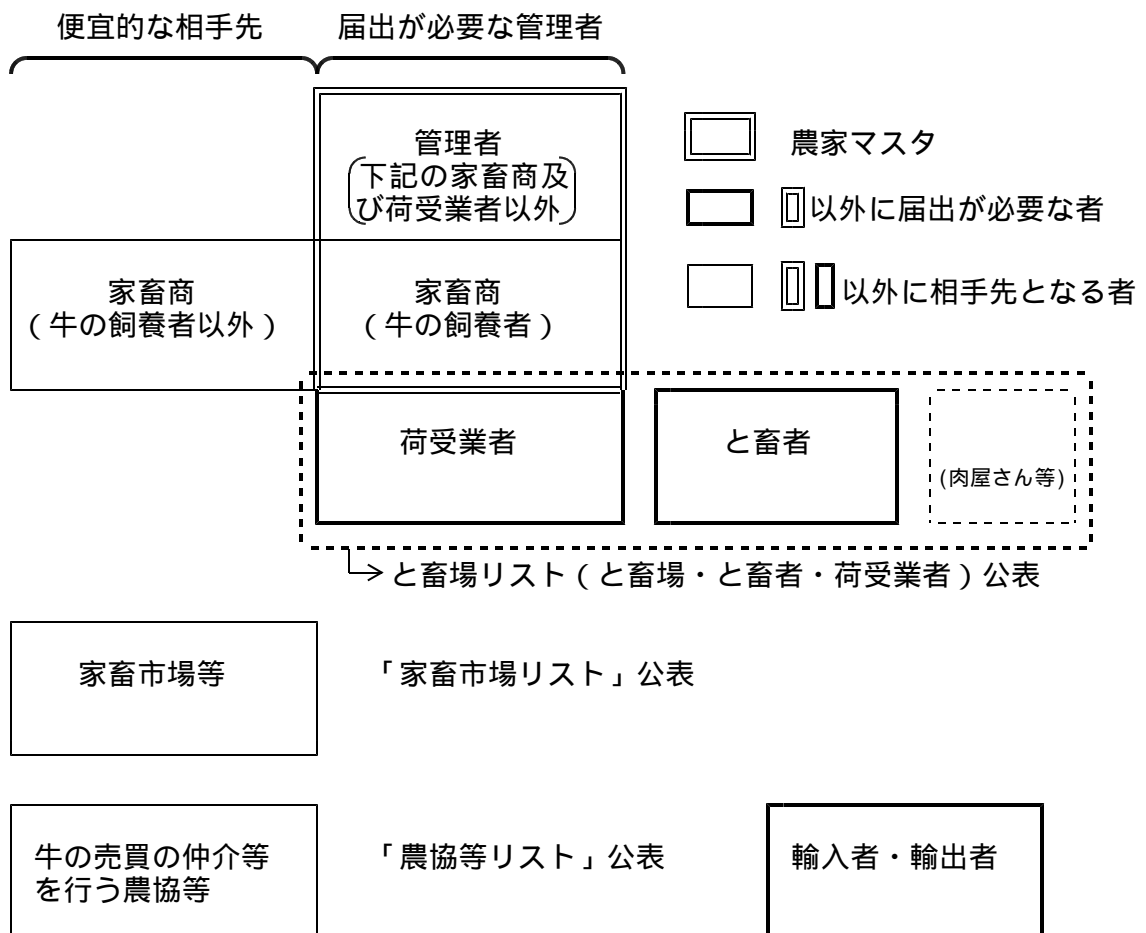 便宜的な相手先
届出が必要な管理者
管理者
下記の家畜商及
び荷受業者以外
農家マスタ
以外に届出が必要な者
以外に相手先となる者
家畜商
(牛の飼養者以外)
家畜商
(牛の飼養者)
荷受業者
と畜者
(肉屋さん等)
と畜場リスト(と畜場・と畜者・荷受業者)公表
家畜市場等
「家畜市場リスト」公表
牛の売買の仲介等
を行う農協等
「農協等リスト」公表
輸入者・輸出者